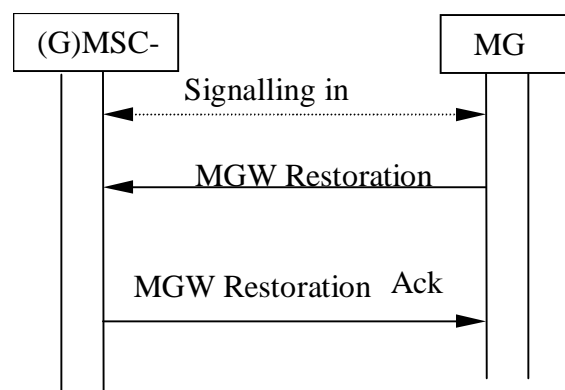 (G)MSC-
MG
Signalling in
MGW Restoration
MGW Restoration Ack